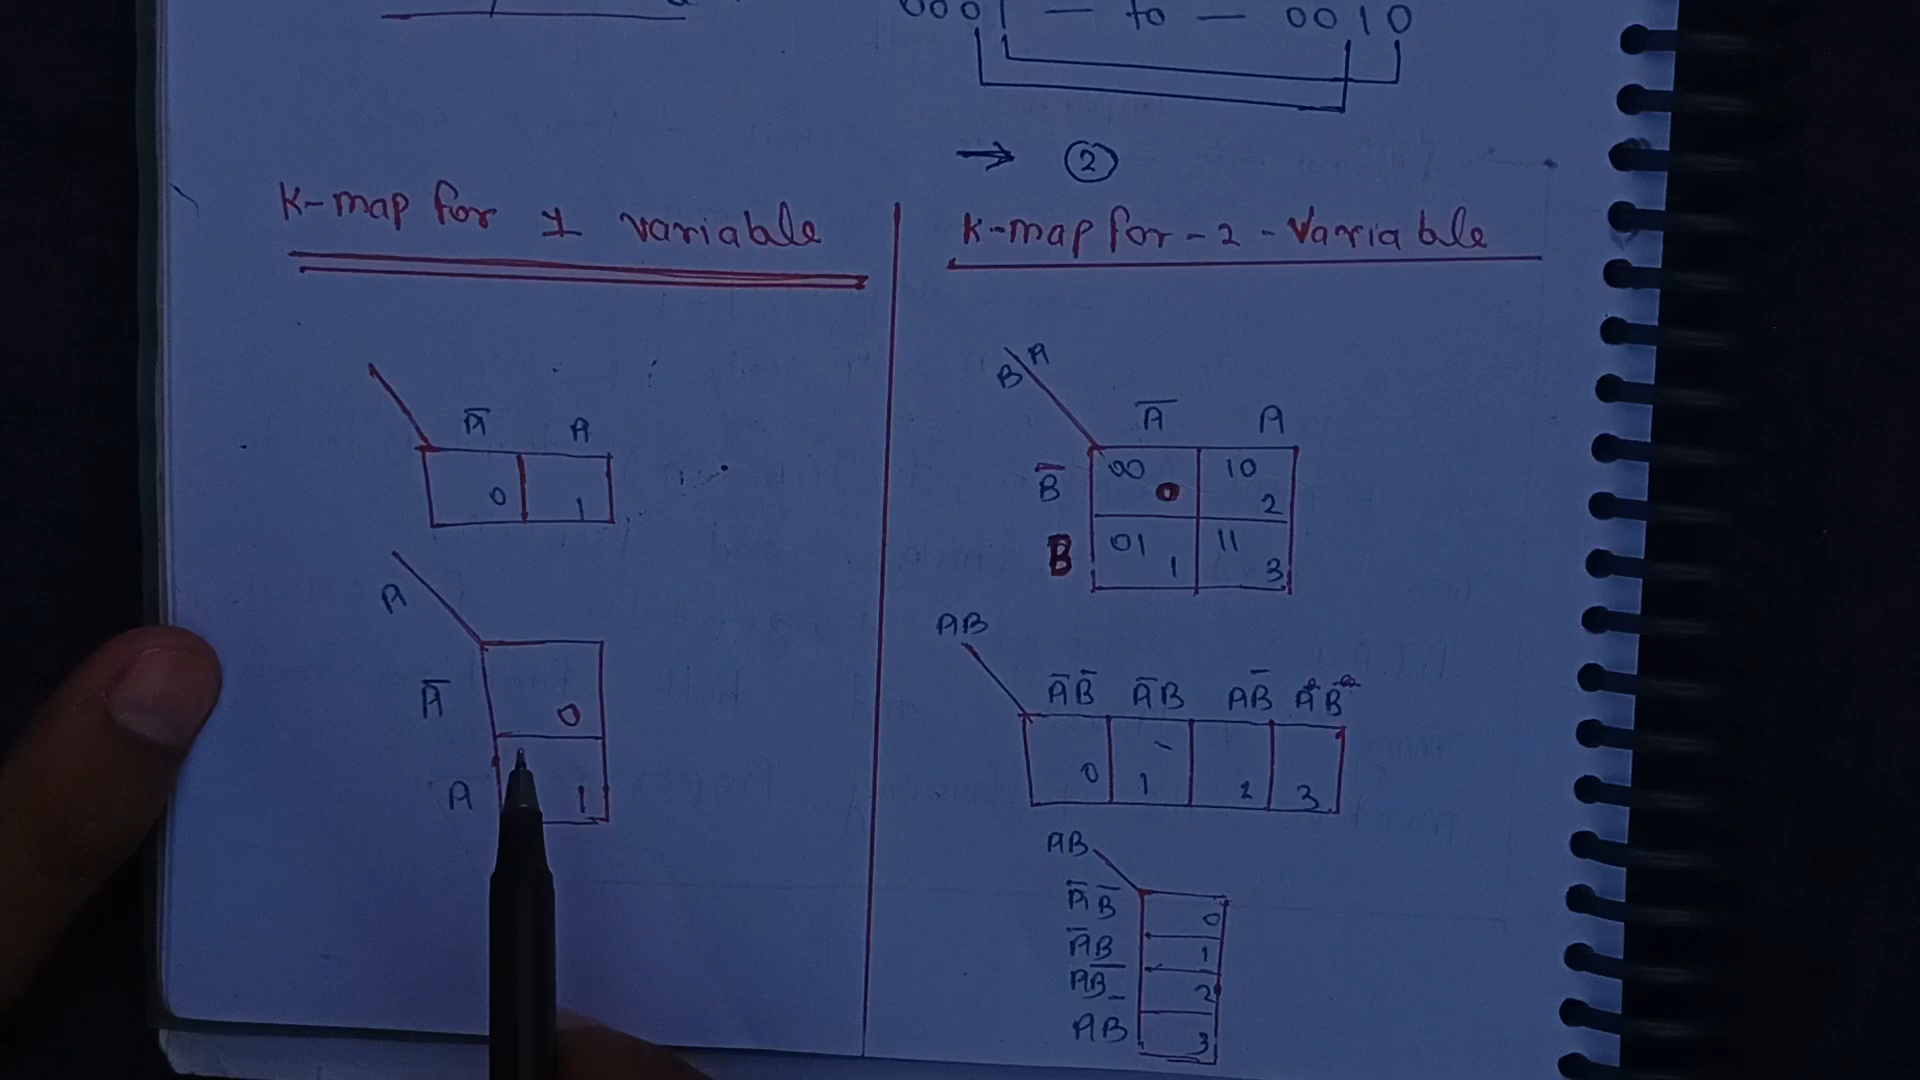 0001 — to — 0010
→ 2
K-map for 1 variable
K-map for - 2 - Variable
Ā A
0 1
A
Ā 0
A 1
B A
Ā A
B̄ 00 0 10 2
B 01 1 11 3
AB
ĀB̄ ĀB AB̄ AB
0 1 2 3
AB
ĀB̄ 0
ĀB 1
AB̄ 2
AB 3